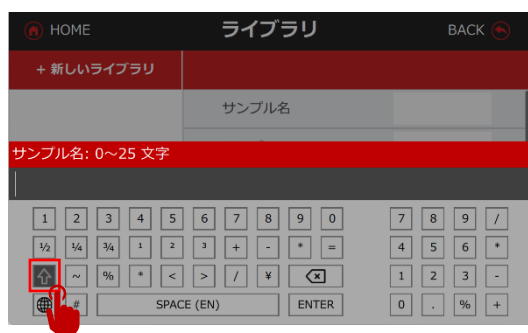 HOME
ライブラリ
BACK
+ 新しいライブラリ
サンプル名
サンプル名: 0～25 文字
1 2 3 4 5 6 7 8 9 0 7 8 9 /
½ ¼ ¾ ¹ ² ³ + - * = 4 5 6 *
~ % * < > / ¥ 1 2 3 -
# SPACE (EN) ENTER 0 . % +